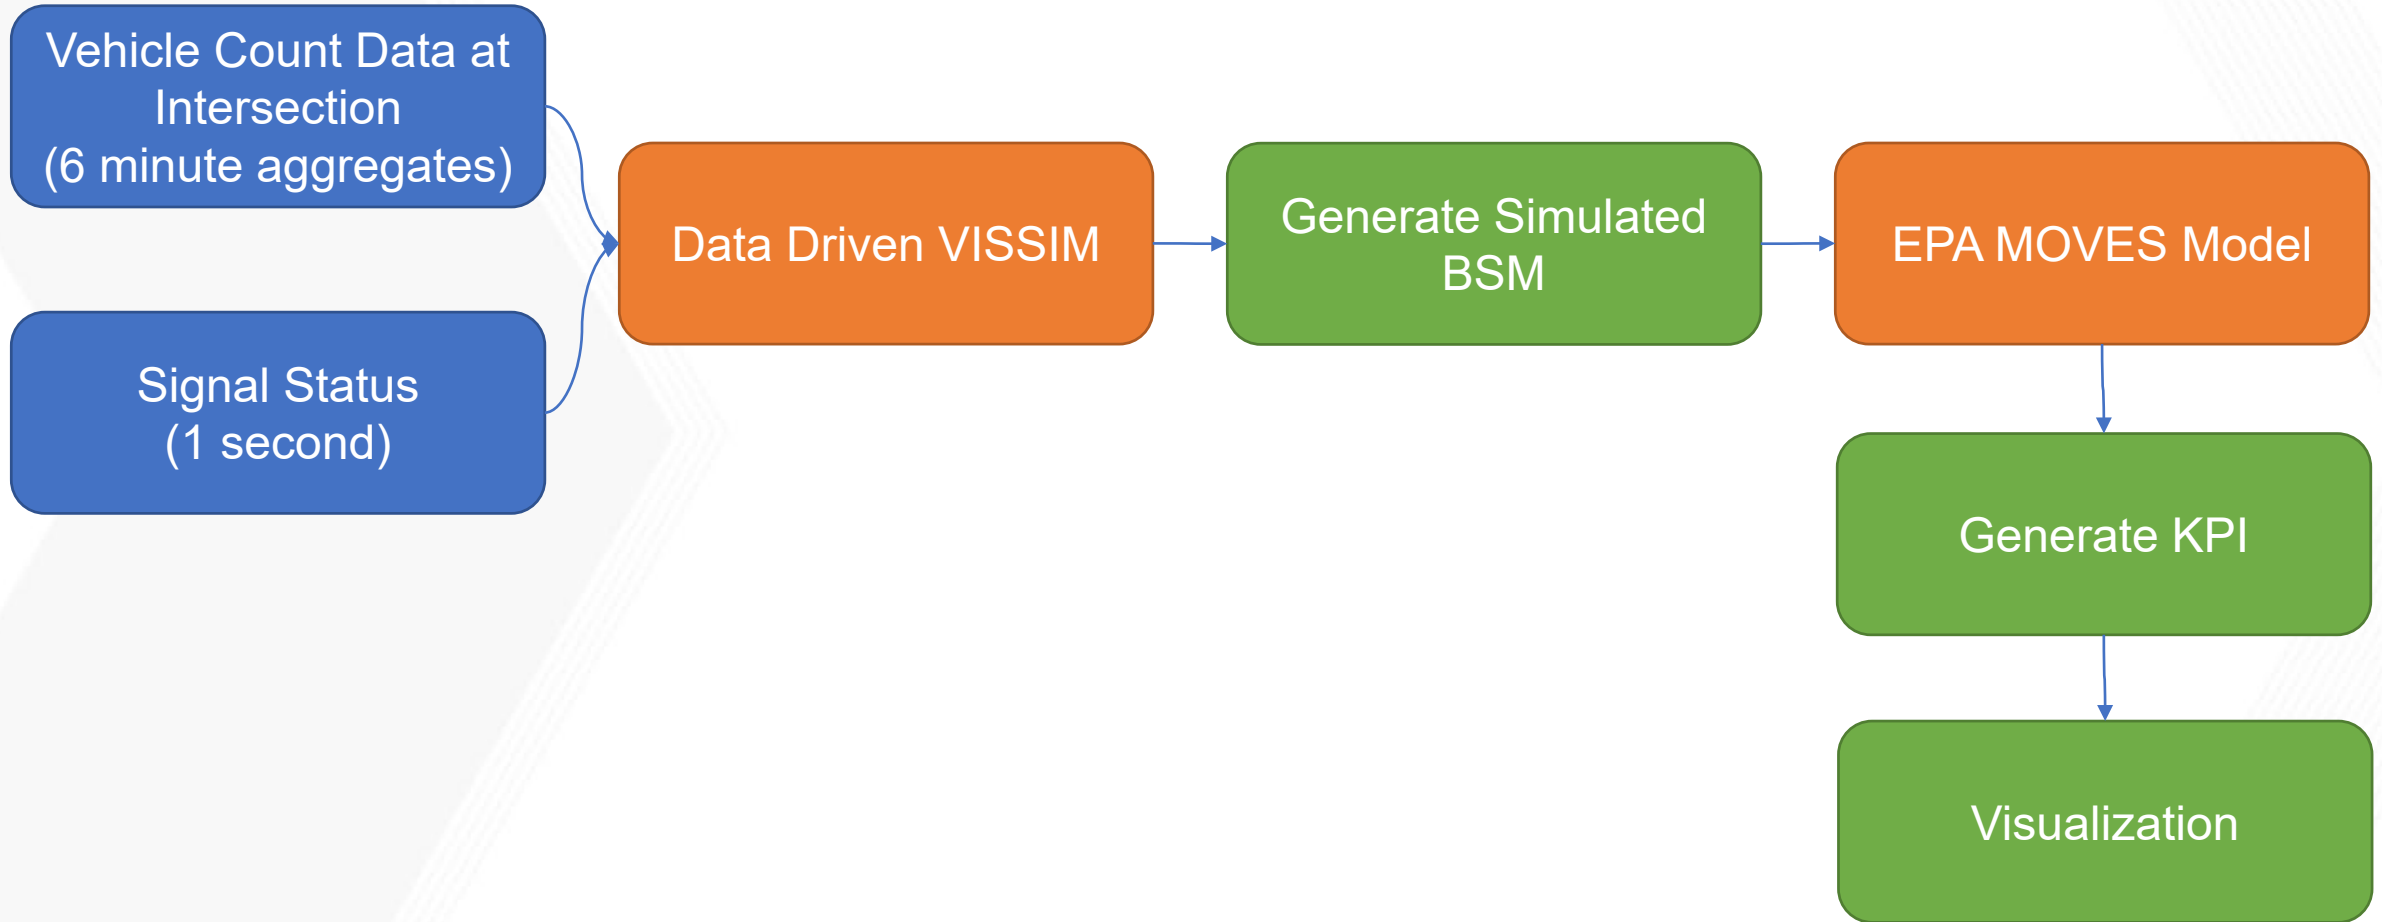 Vehicle Count Data at
Intersection
(6 minute aggregates)
Signal Status
(1 second)
Data Driven VISSIM
Generate Simulated
BSM
EPA MOVES Model
Generate KPI
Visualization